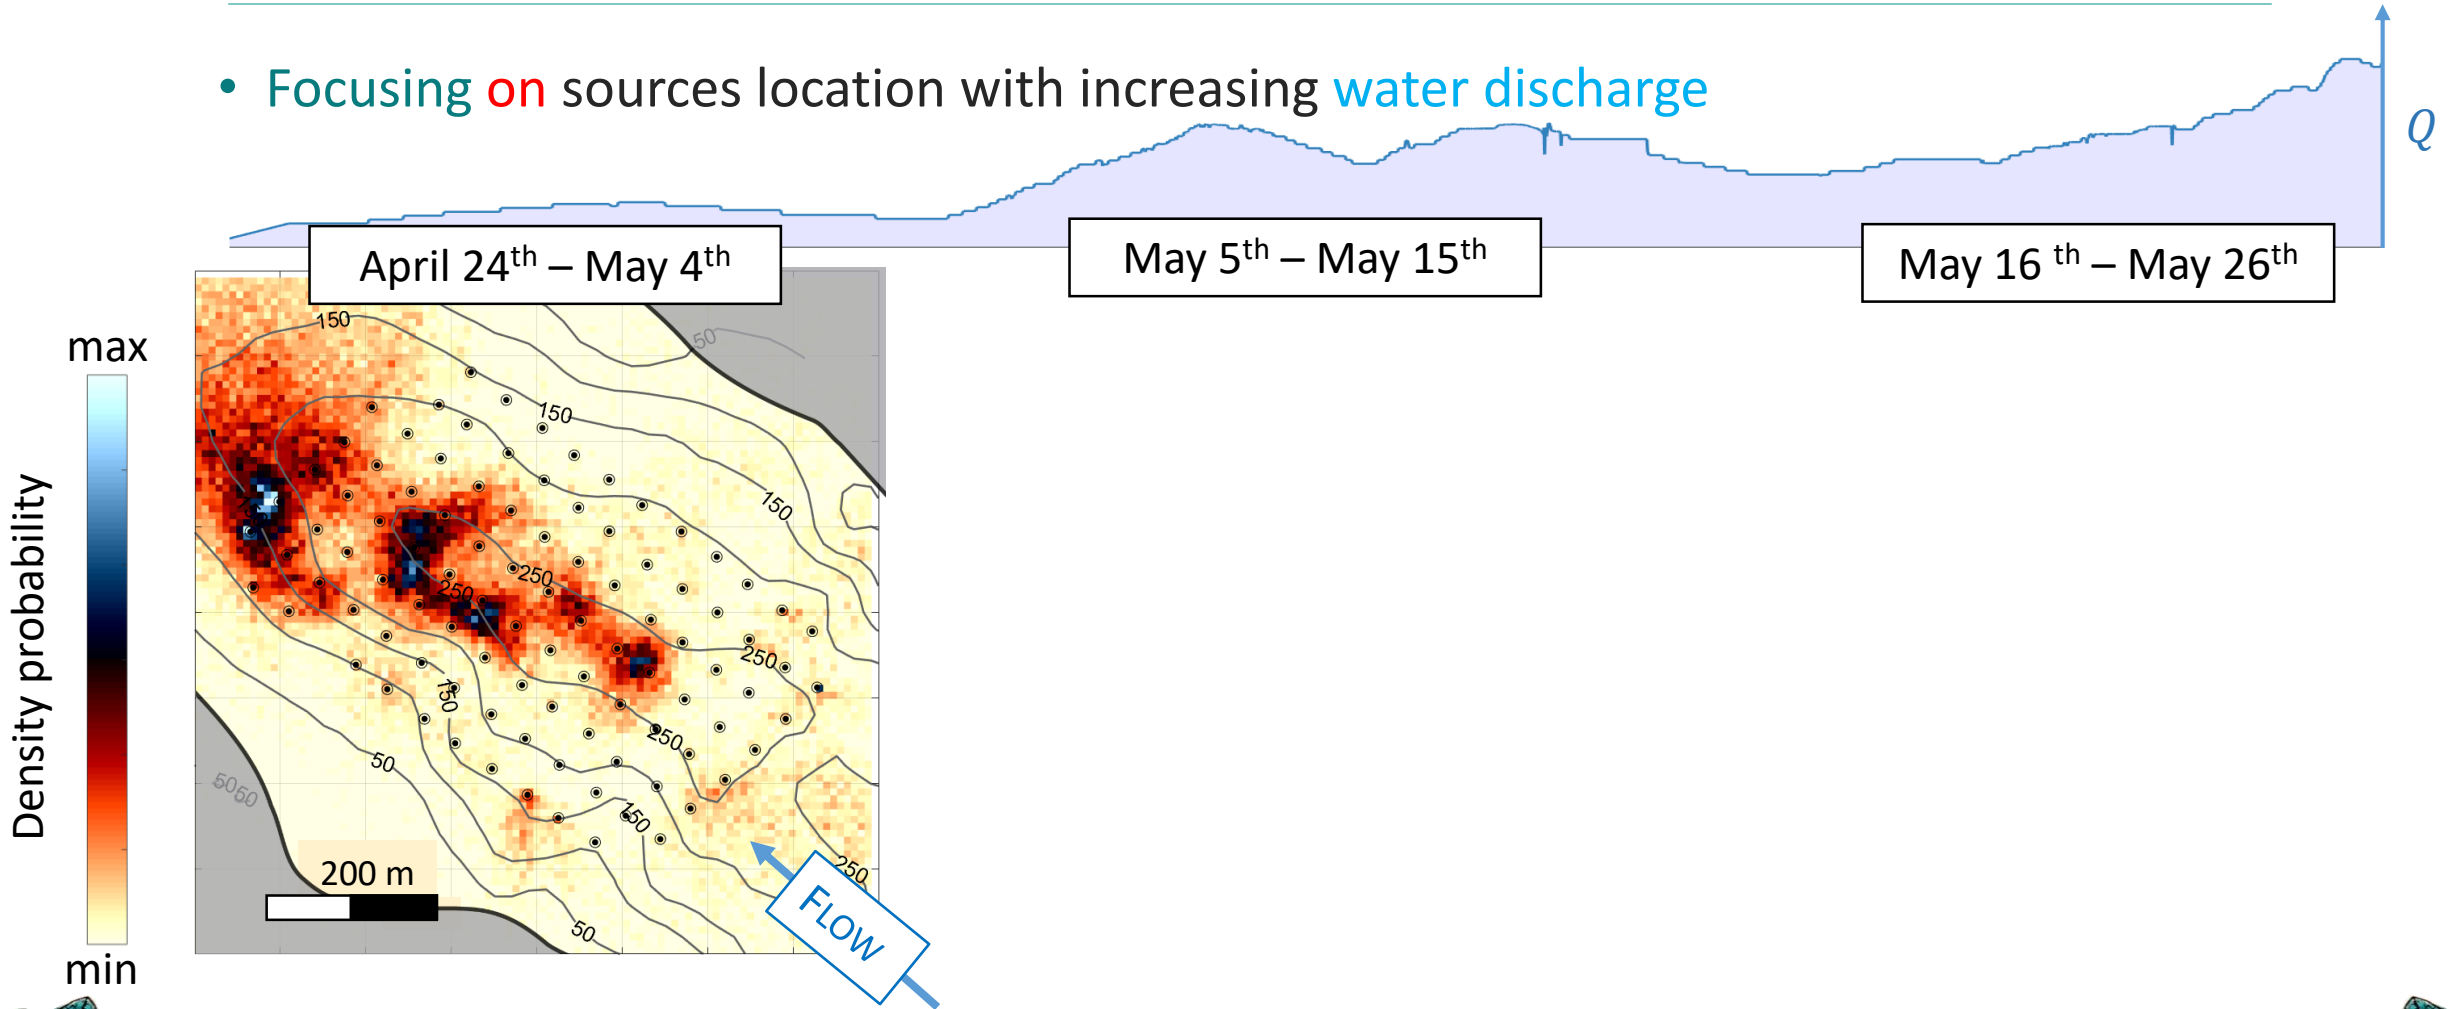 • Focusing on sources location with increasing water discharge
Q
April 24th – May 4th
May 5th – May 15th
May 16 th – May 26th
max
Density probability
min
150
50
150
150
250
250
250
150
250
50
5050
150
250
50
200 m
FLOW